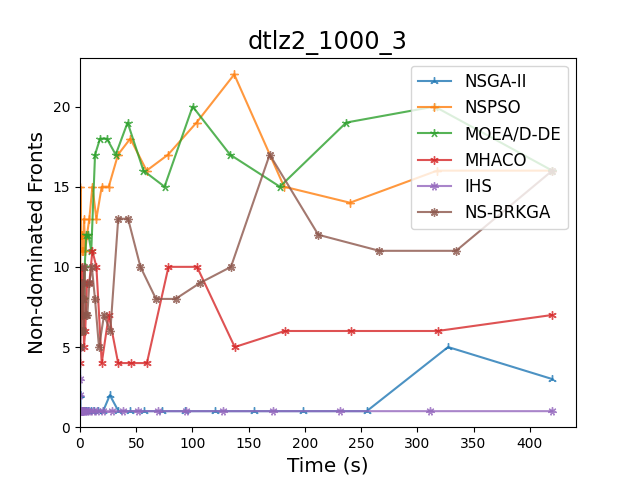 dtlz2_1000_3
Non-dominated Fronts
20
15
10
5
0
0 50 100 150 200 250 300 350 400
Time (s)
NSGA-II
NSPSO
MOEA/D-DE
MHACO
IHS
NS-BRKGA